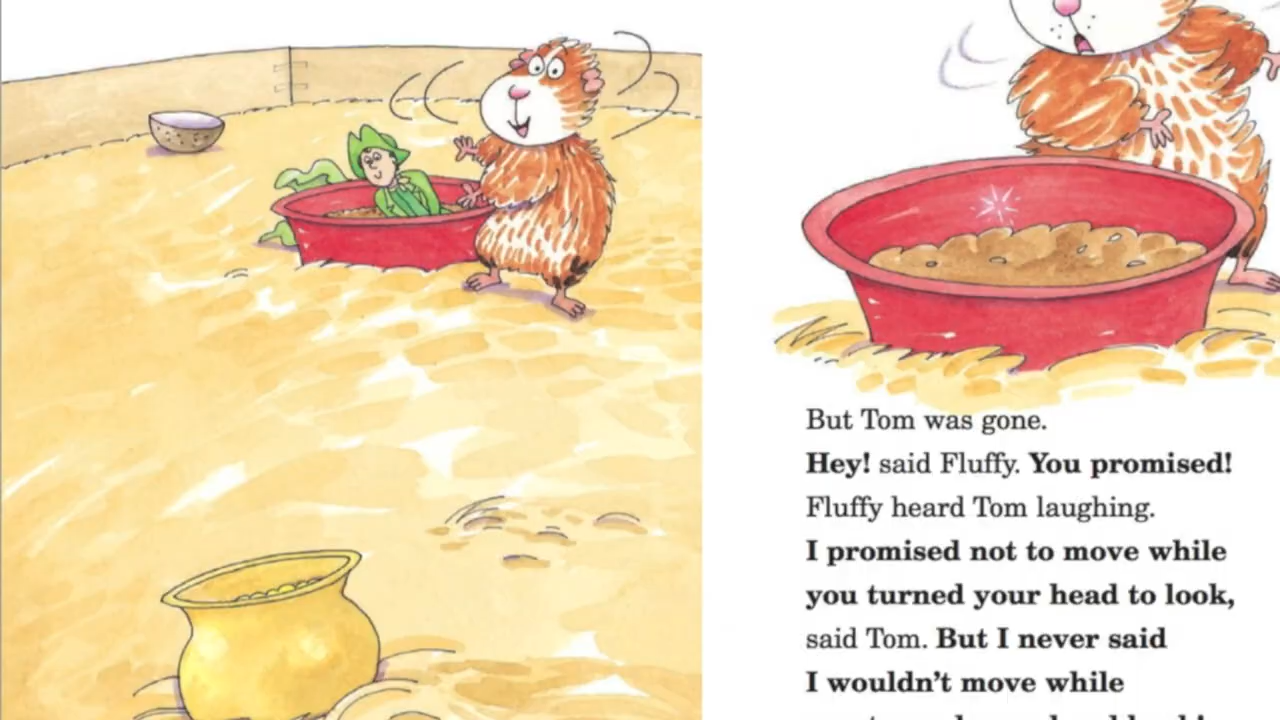 But Tom was gone.
Hey! said Fluffy. You promised!
Fluffy heard Tom laughing.
I promised not to move while
you turned your head to look,
said Tom. But I never said
I wouldn't move while